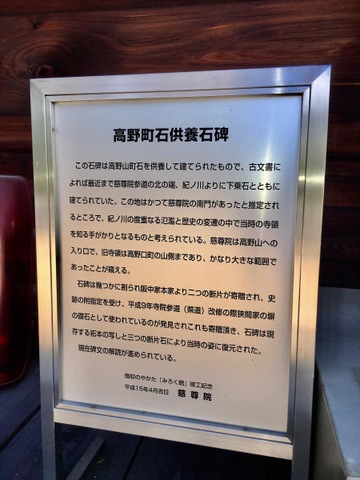 高野町石供養石碑
この石碑は高野山町石を供養して建てられたもので、古文書に
よれば最近まで慈尊院参道の北の端、紀ノ川よりに下乗石とともに
建てられていた。この地はかつて慈尊院の南門があったと推定され
るところで、紀ノ川の度重なる氾濫と歴史の変遷の中で当時の寺領
を知る手がかりとなるものと考えられている。慈尊院は高野山への
入り口で、旧寺領は高野口町の山側まであり、かなり大きな範囲で
あったことが窺える。
石碑は幾つかに割られ阪中家本家より二つの断片が寄贈され、史
跡の附指定を受け、平成9年寺院参道（県道）改修の際狭間家の塀
の礎石として使われているのが発見されこれも寄贈頂き、石碑は現
存する拓本の写しと三つの断片石により当時の姿に復元された。
現在碑文の解読が進められている。
信仰のやかた「みろく館」竣工記念
平成15年4月吉日 慈尊院